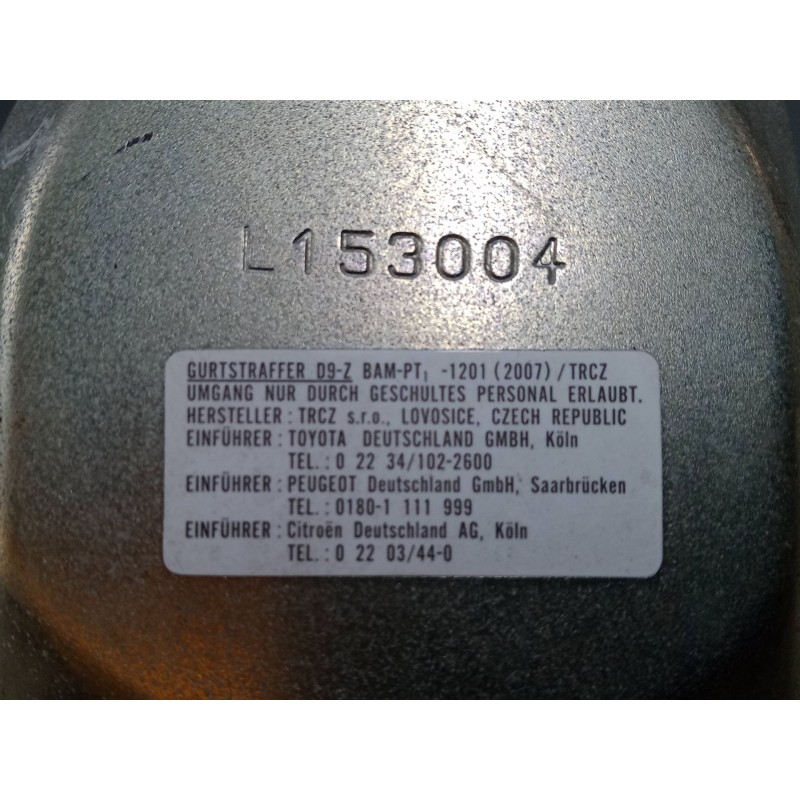 L153004
GURTSTRAFFER D9-Z BAM-PT₁ -1201 (2007)/TRCZ
UMGANG NUR DURCH GESCHULTES PERSONAL ERLAUBT.
HERSTELLER : TRCZ s.r.o., LOVOSICE, CZECH REPUBLIC
EINFÜHRER : TOYOTA DEUTSCHLAND GMBH, Köln
TEL.: 0 22 34/102-2600
EINFÜHRER : PEUGEOT Deutschland GmbH, Saarbrücken
TEL.: 0180-1 111 999
EINFÜHRER : Citroën Deutschland AG, Köln
TEL.: 0 22 03/44-0